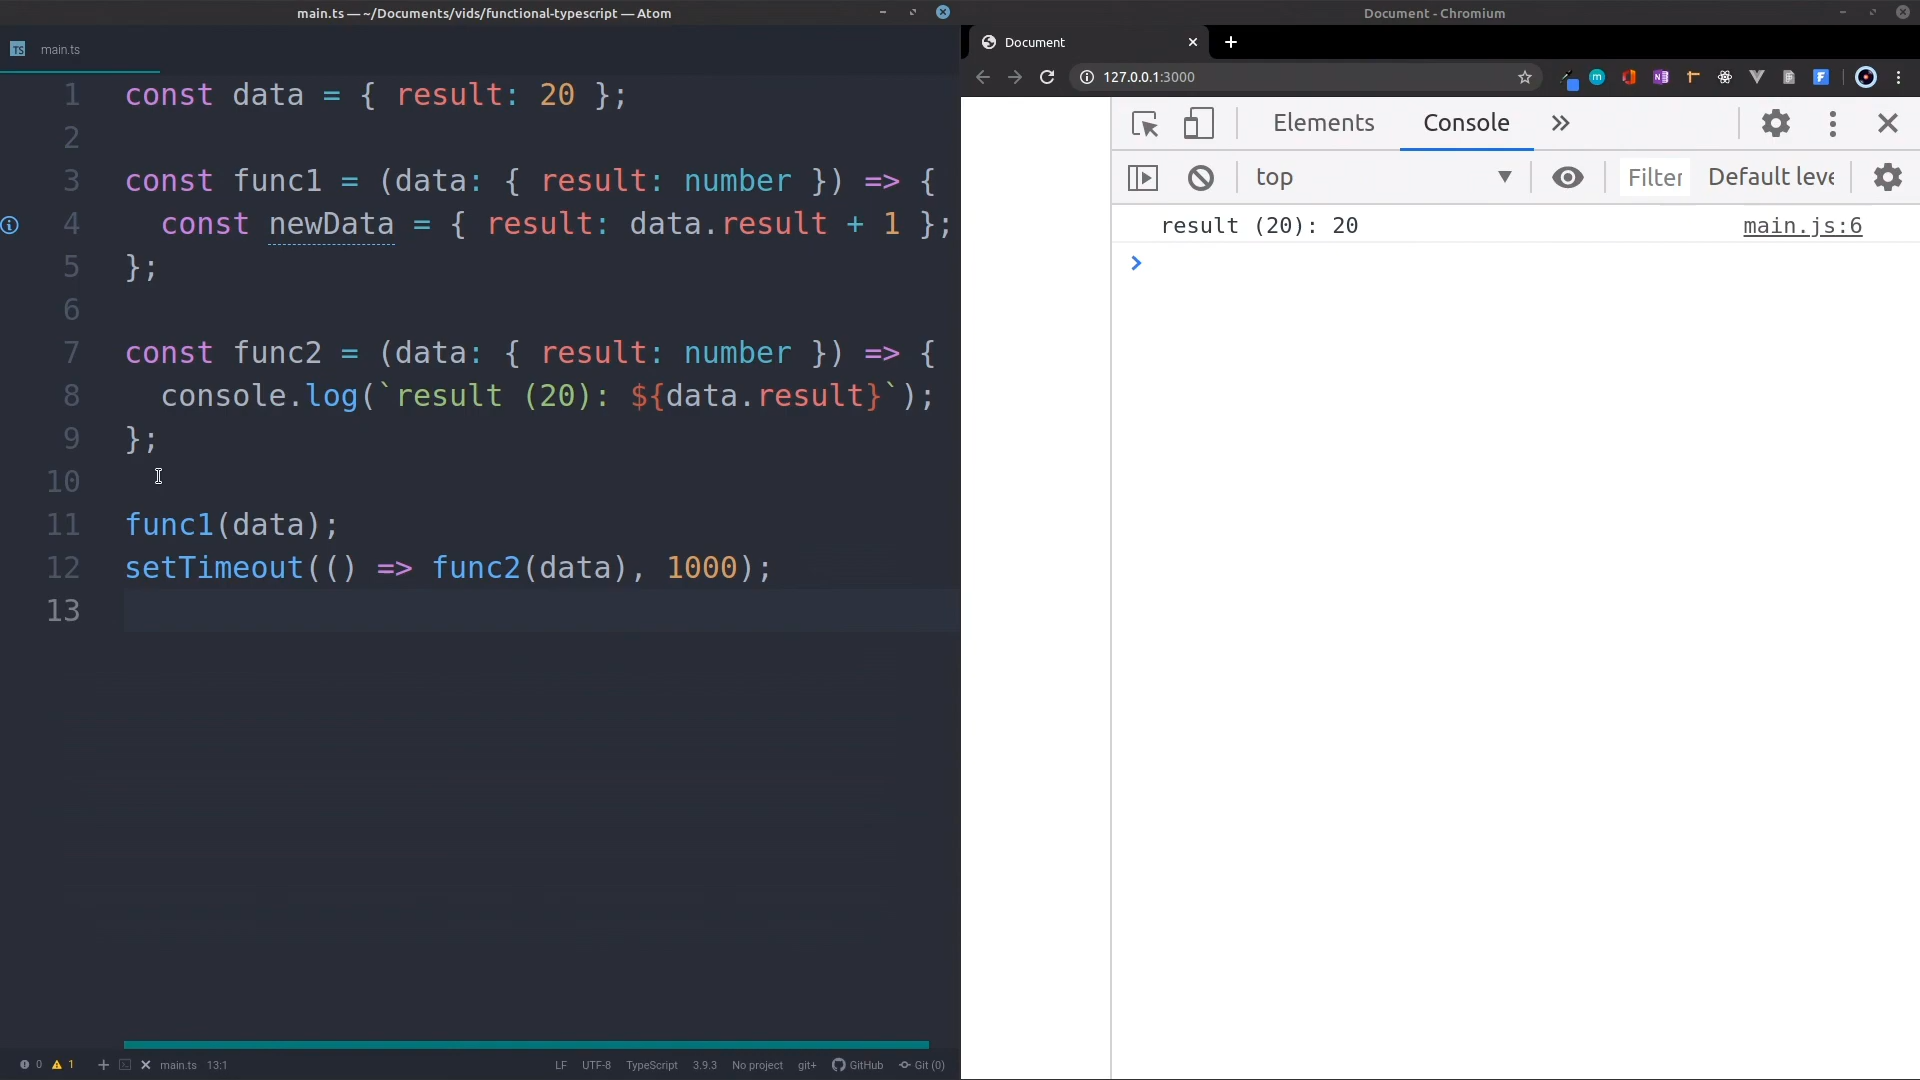 main.ts — ~/Documents/vids/functional-typescript — Atom
main.ts
1 const data = { result: 20 };
2
3 const func1 = (data: { result: number }) => {
4 const newData = { result: data.result + 1 };
5 };
6
7 const func2 = (data: { result: number }) => {
8 console.log(`result (20): ${data.result}`);
9 };
10
11 func1(data);
12 setTimeout(() => func2(data), 1000);
13
0 1 + main.ts 13:1 LF UTF-8 TypeScript 3.9.3 No project git+ GitHub Git (0)
Document - Chromium
Document
127.0.0.1:3000
Elements Console
top Filter Default leve
result (20): 20 main.js:6